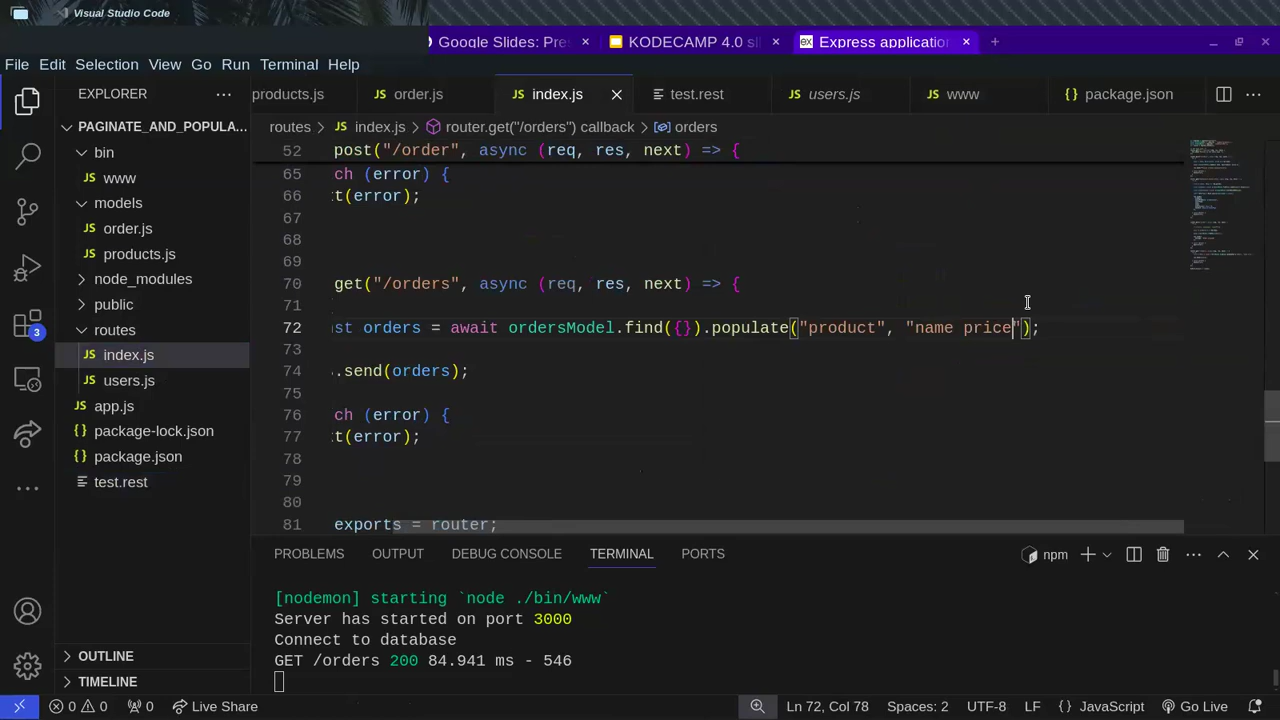 Visual Studio Code
Google Slides: Pres
KODECAMP 4.0 sli
Express application
File Edit Selection View Go Run Terminal Help
EXPLORER
products.js
order.js
index.js
test.rest
users.js
www
package.json
PAGINATE_AND_POPULA...
routes > index.js > router.get("/orders") callback > orders
bin
www
models
order.js
products.js
node_modules
public
routes
index.js
users.js
app.js
package-lock.json
package.json
test.rest
OUTLINE
TIMELINE
52 post("/order", async (req, res, next) => {
65 ch (error) {
66 t(error);
67
68
69
70 get("/orders", async (req, res, next) => {
71
72 st orders = await ordersModel.find({}).populate("product", "name price");
73
74 .send(orders);
75
76 ch (error) {
77 t(error);
78
79
80
81 exports = router;
PROBLEMS OUTPUT DEBUG CONSOLE TERMINAL PORTS
npm
[nodemon] starting `node ./bin/www`
Server has started on port 3000
Connect to database
GET /orders 200 84.941 ms - 546
0 0 0 Live Share Ln 72, Col 78 Spaces: 2 UTF-8 LF JavaScript Go Live